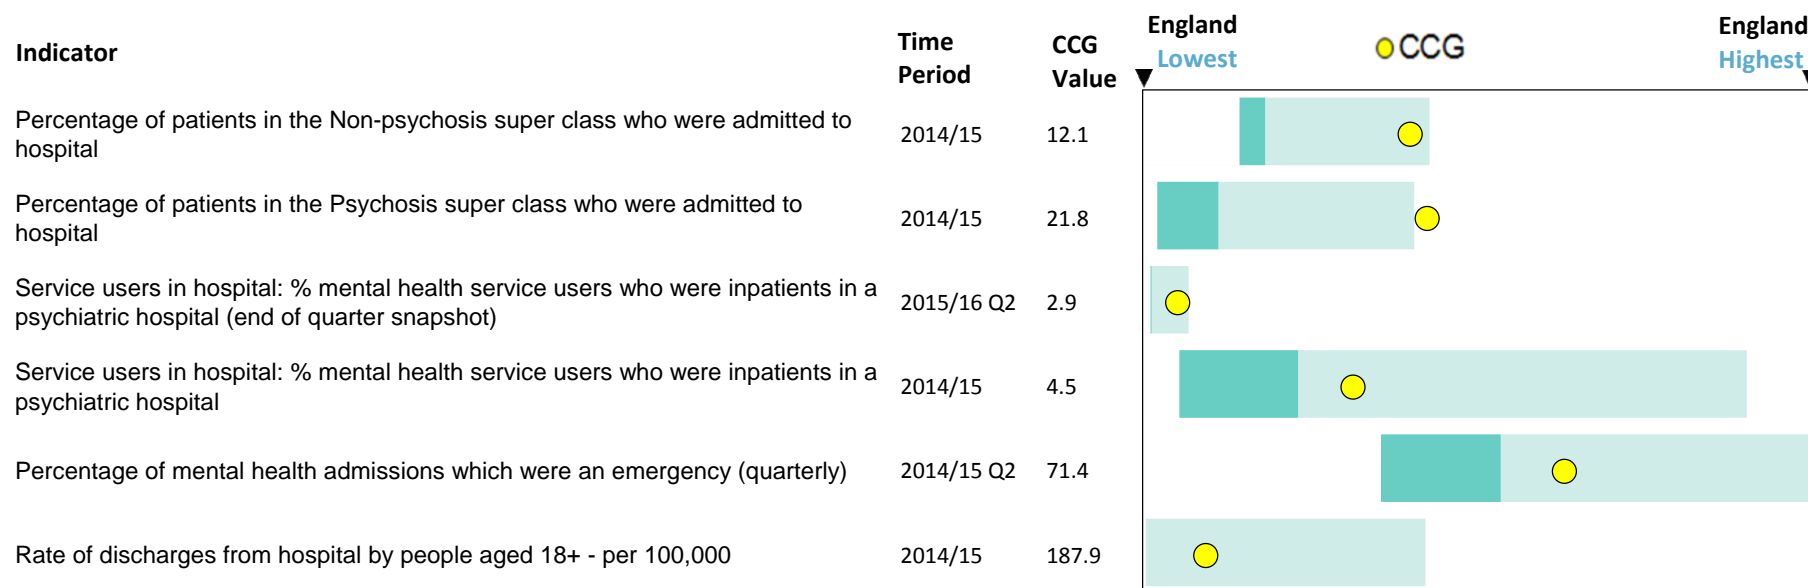 Indicator
Time
Period
CCG
Value
England
Lowest
CCG
England
Highest
Percentage of patients in the Non-psychosis super class who were admitted to
hospital
2014/15
12.1
Percentage of patients in the Psychosis super class who were admitted to
hospital
2014/15
21.8
Service users in hospital: % mental health service users who were inpatients in a
psychiatric hospital (end of quarter snapshot)
2015/16 Q2
2.9
Service users in hospital: % mental health service users who were inpatients in a
psychiatric hospital
2014/15
4.5
Percentage of mental health admissions which were an emergency (quarterly)
2014/15 Q2
71.4
Rate of discharges from hospital by people aged 18+ - per 100,000
2014/15
187.9